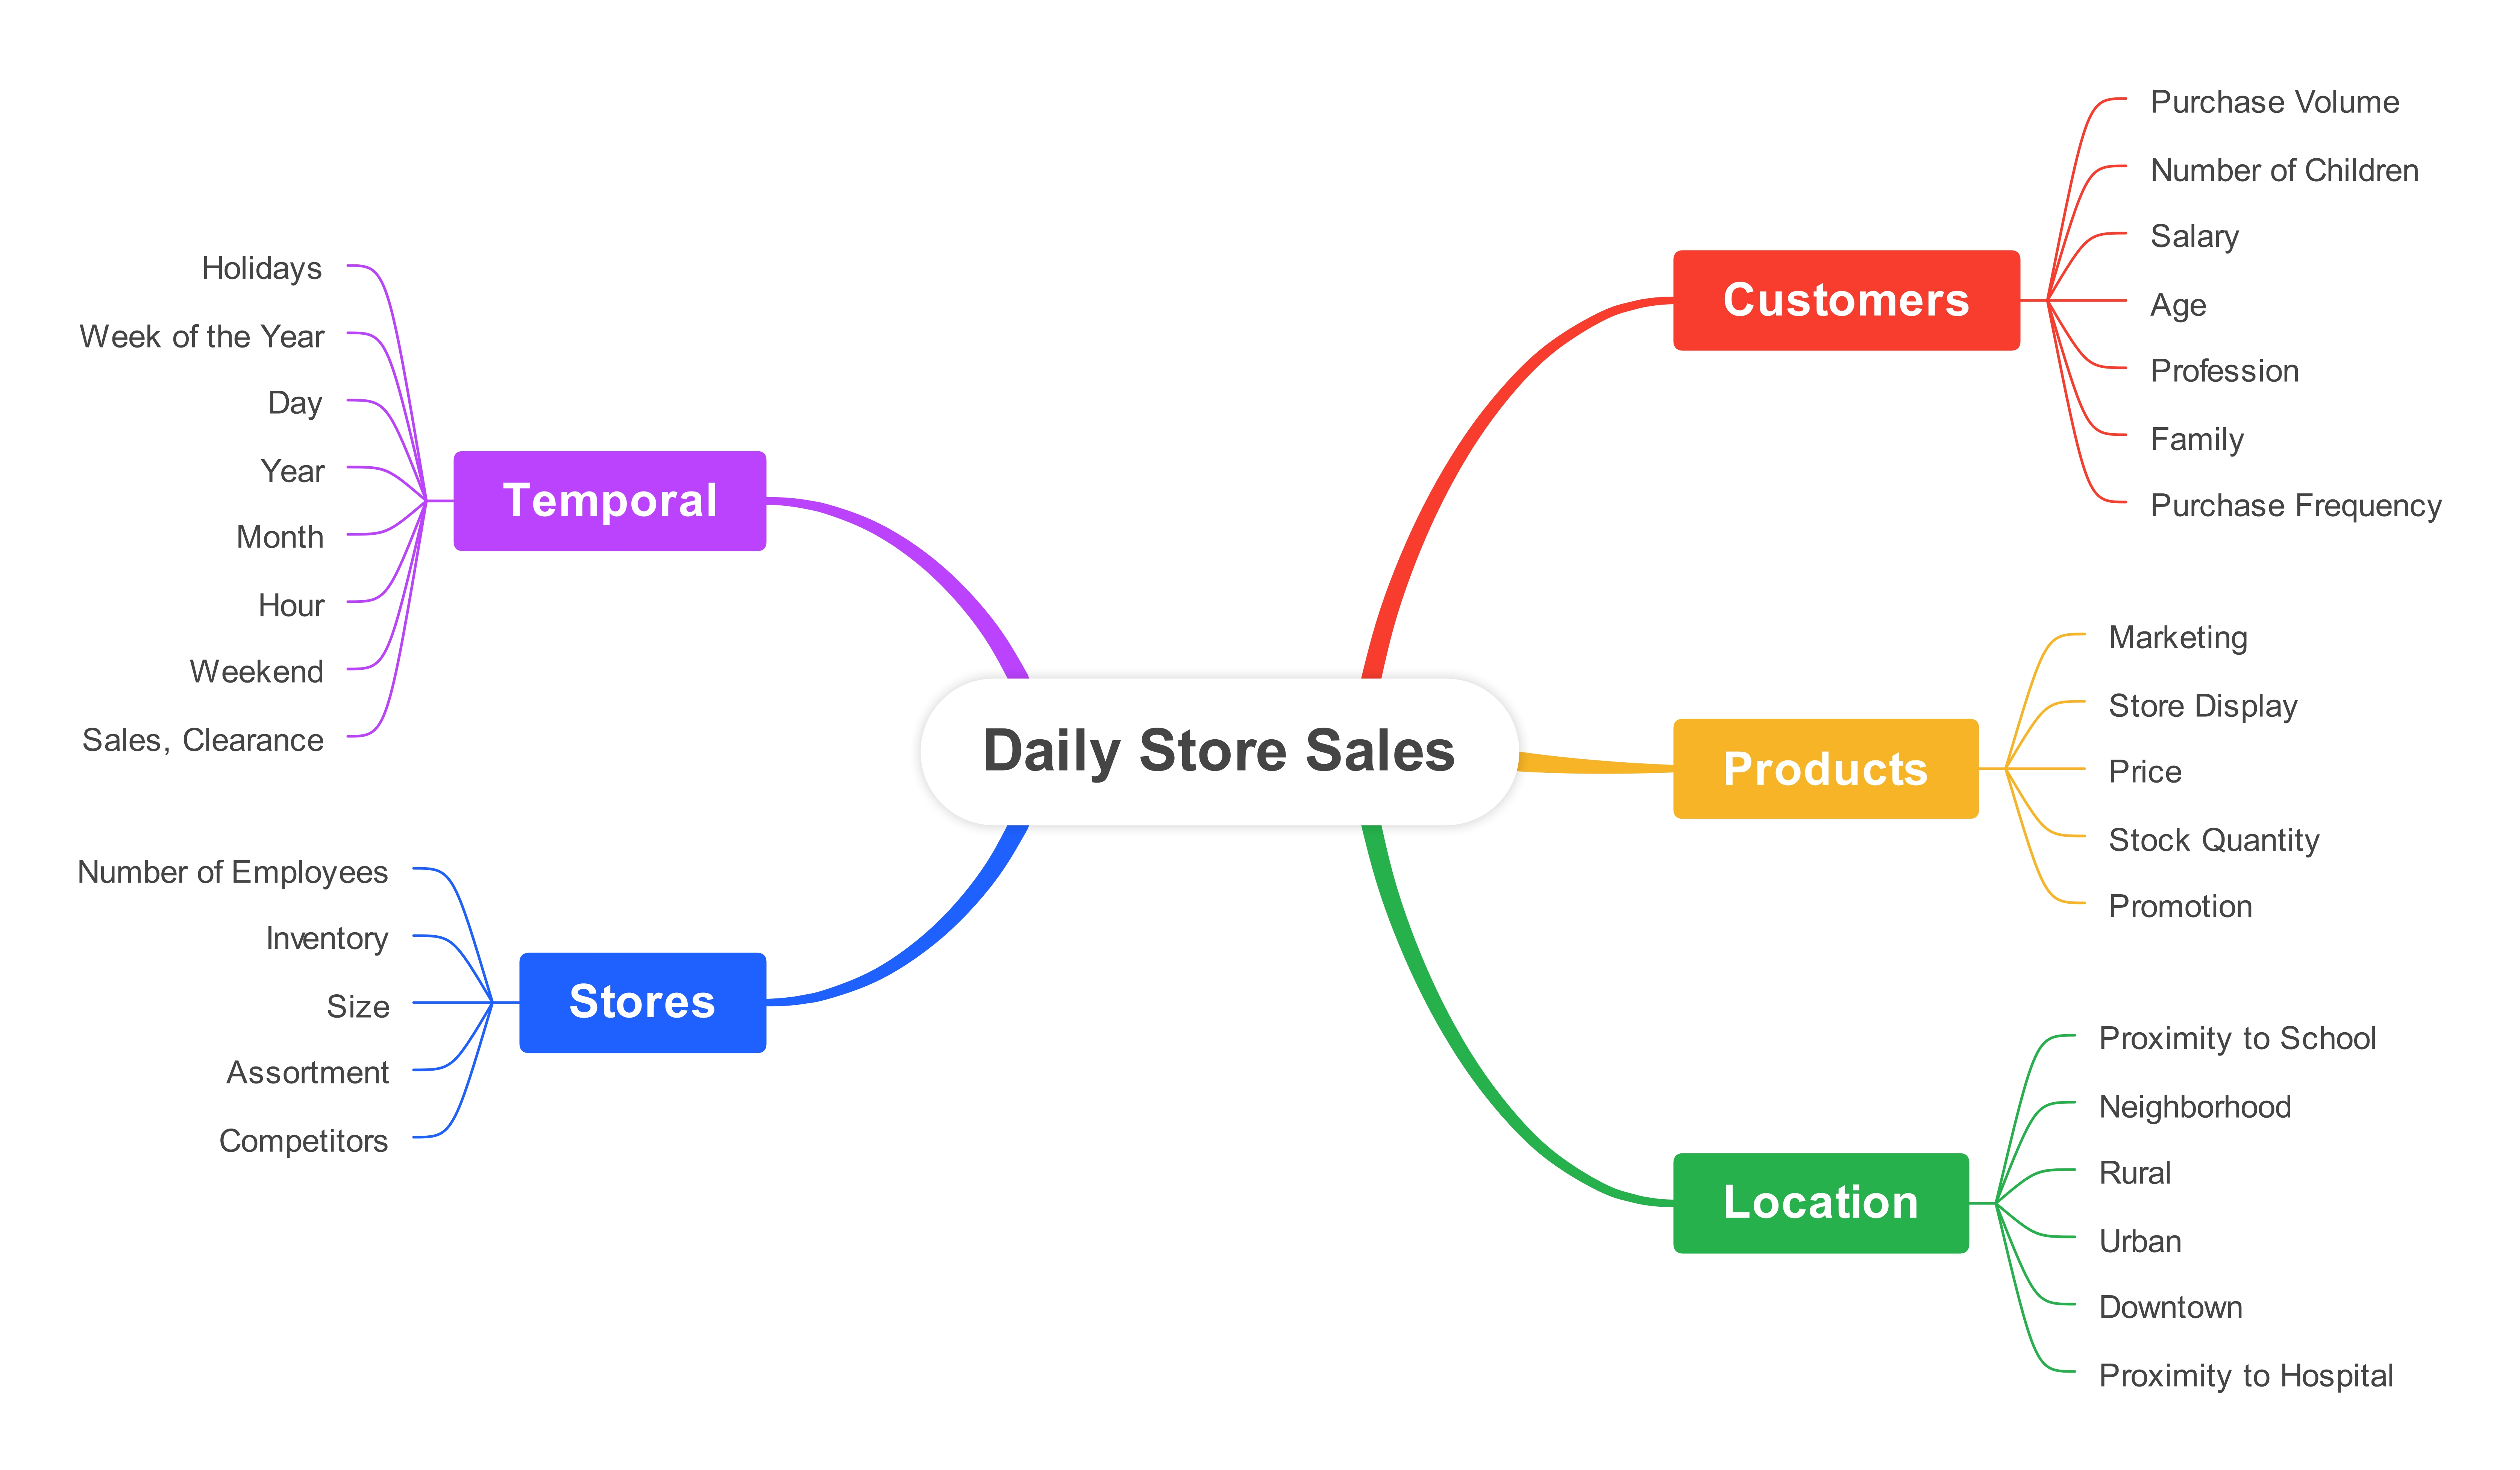 Daily Store Sales
Customers
Purchase Volume
Number of Children
Salary
Age
Profession
Family
Purchase Frequency
Products
Marketing
Store Display
Price
Stock Quantity
Promotion
Location
Proximity to School
Neighborhood
Rural
Urban
Downtown
Proximity to Hospital
Temporal
Holidays
Week of the Year
Day
Year
Month
Hour
Weekend
Sales, Clearance
Stores
Number of Employees
Inventory
Size
Assortment
Competitors